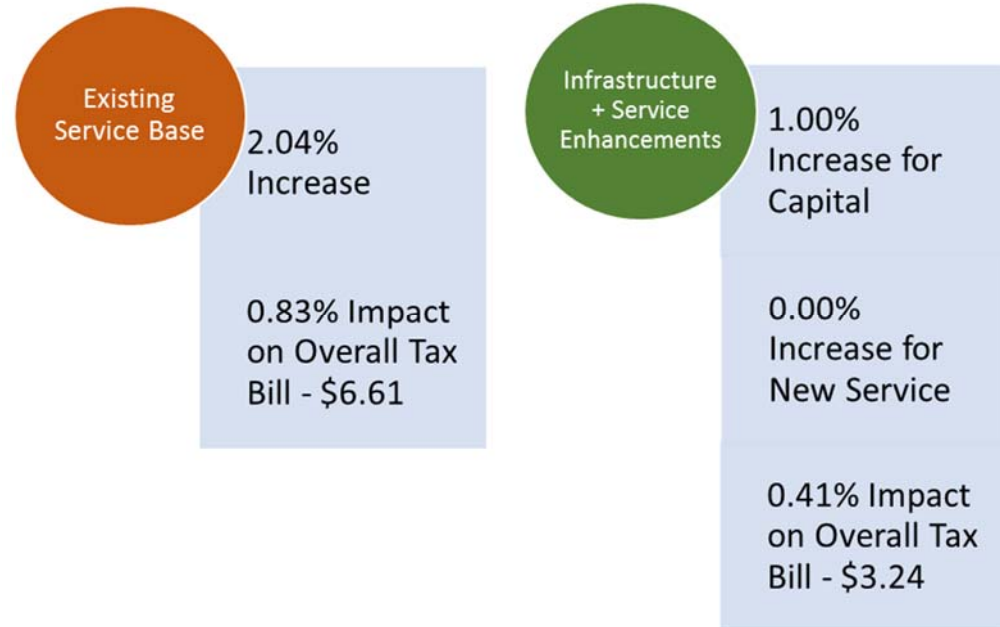 Existing
Service Base
2.04%
Increase
0.83% Impact
on Overall Tax
Bill - $6.61
Infrastructure
+ Service
Enhancements
1.00%
Increase for
Capital
0.00%
Increase for
New Service
0.41% Impact
on Overall Tax
Bill - $3.24